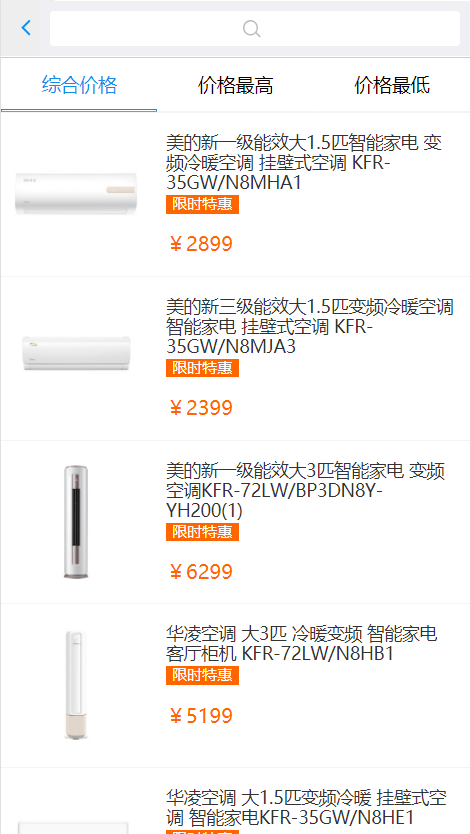 综合价格 价格最高 价格最低
美的新一级能效大1.5匹智能家电 变
频冷暖空调 挂壁式空调 KFR-
35GW/N8MHA1
限时特惠
￥2899
美的新三级能效大1.5匹变频冷暖空调
智能家电 挂壁式空调 KFR-
35GW/N8MJA3
限时特惠
￥2399
美的新一级能效大3匹智能家电 变频
空调KFR-72LW/BP3DN8Y-
YH200(1)
限时特惠
￥6299
华凌空调 大3匹 冷暖变频 智能家电
客厅柜机 KFR-72LW/N8HB1
限时特惠
￥5199
华凌空调 大1.5匹变频冷暖 挂壁式空
调 智能家电KFR-35GW/N8HE1